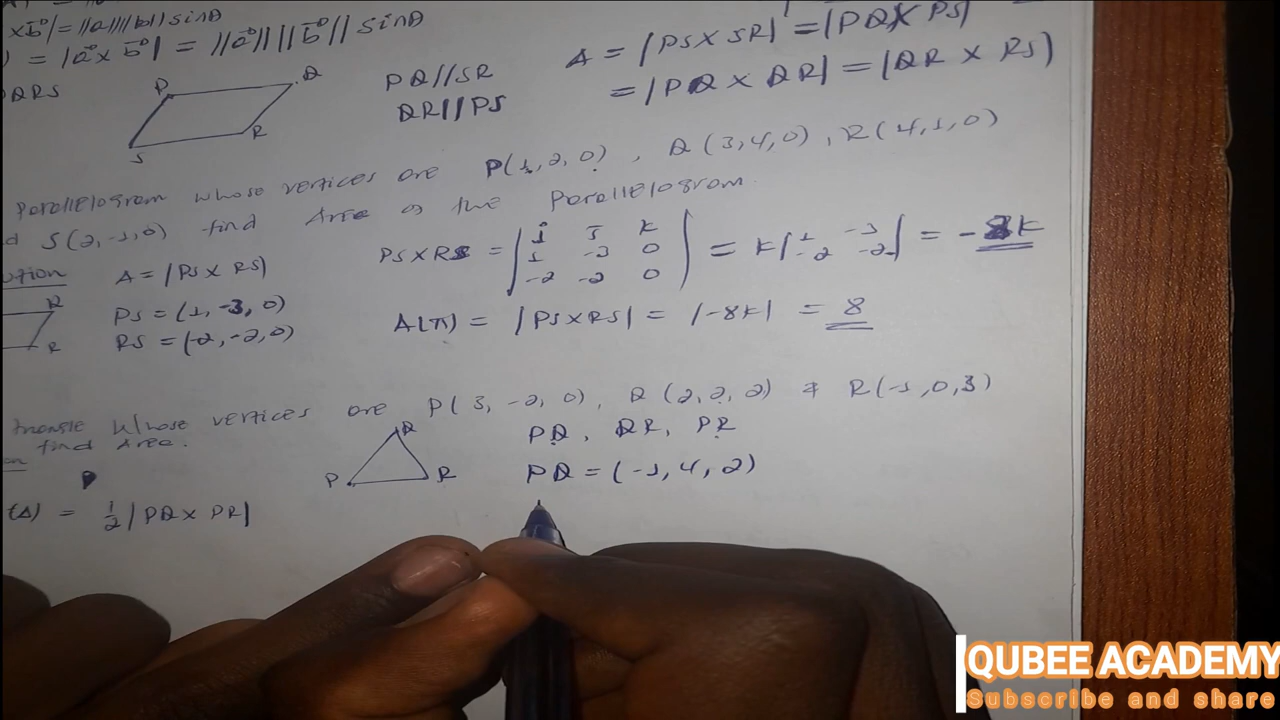 x b⃗| = ||a|| ||b|| sinθ
) = |a⃗ x b⃗| = ||a⃗|| ||b⃗|| sinθ
QRS
P Q
S R
PQ//SR
QR//PS
A = |PS X SR| = |PQ X PS|
= |PQ X QR| = |QR X RS|
Parallelogram whose vertices are P(1,2,0), Q(3,4,0), R(4,1,0)
S(2,-1,0) find Area of the Parallelogram.
ution
A = |PS X RS|
PS = (1, -3, 0)
RS = (-2, -2, 0)
Q
R
PS X RS = | i j k | = k | 1 -3 | = -8k
1 -3 0
-2 -2 0
-2 -2
A(π) = |PS X RS| = |-8k| = 8
whose vertices are P(3, -2, 0), Q(2, 2, 2) & R(-1, 0, 3)
find Area.
P Q R
PQ, QR, PR
PQ = (-1, 4, 2)
P
(Δ) = 1/2 |PQ X PR|
QUBEE ACADEMY
Subscribe and share